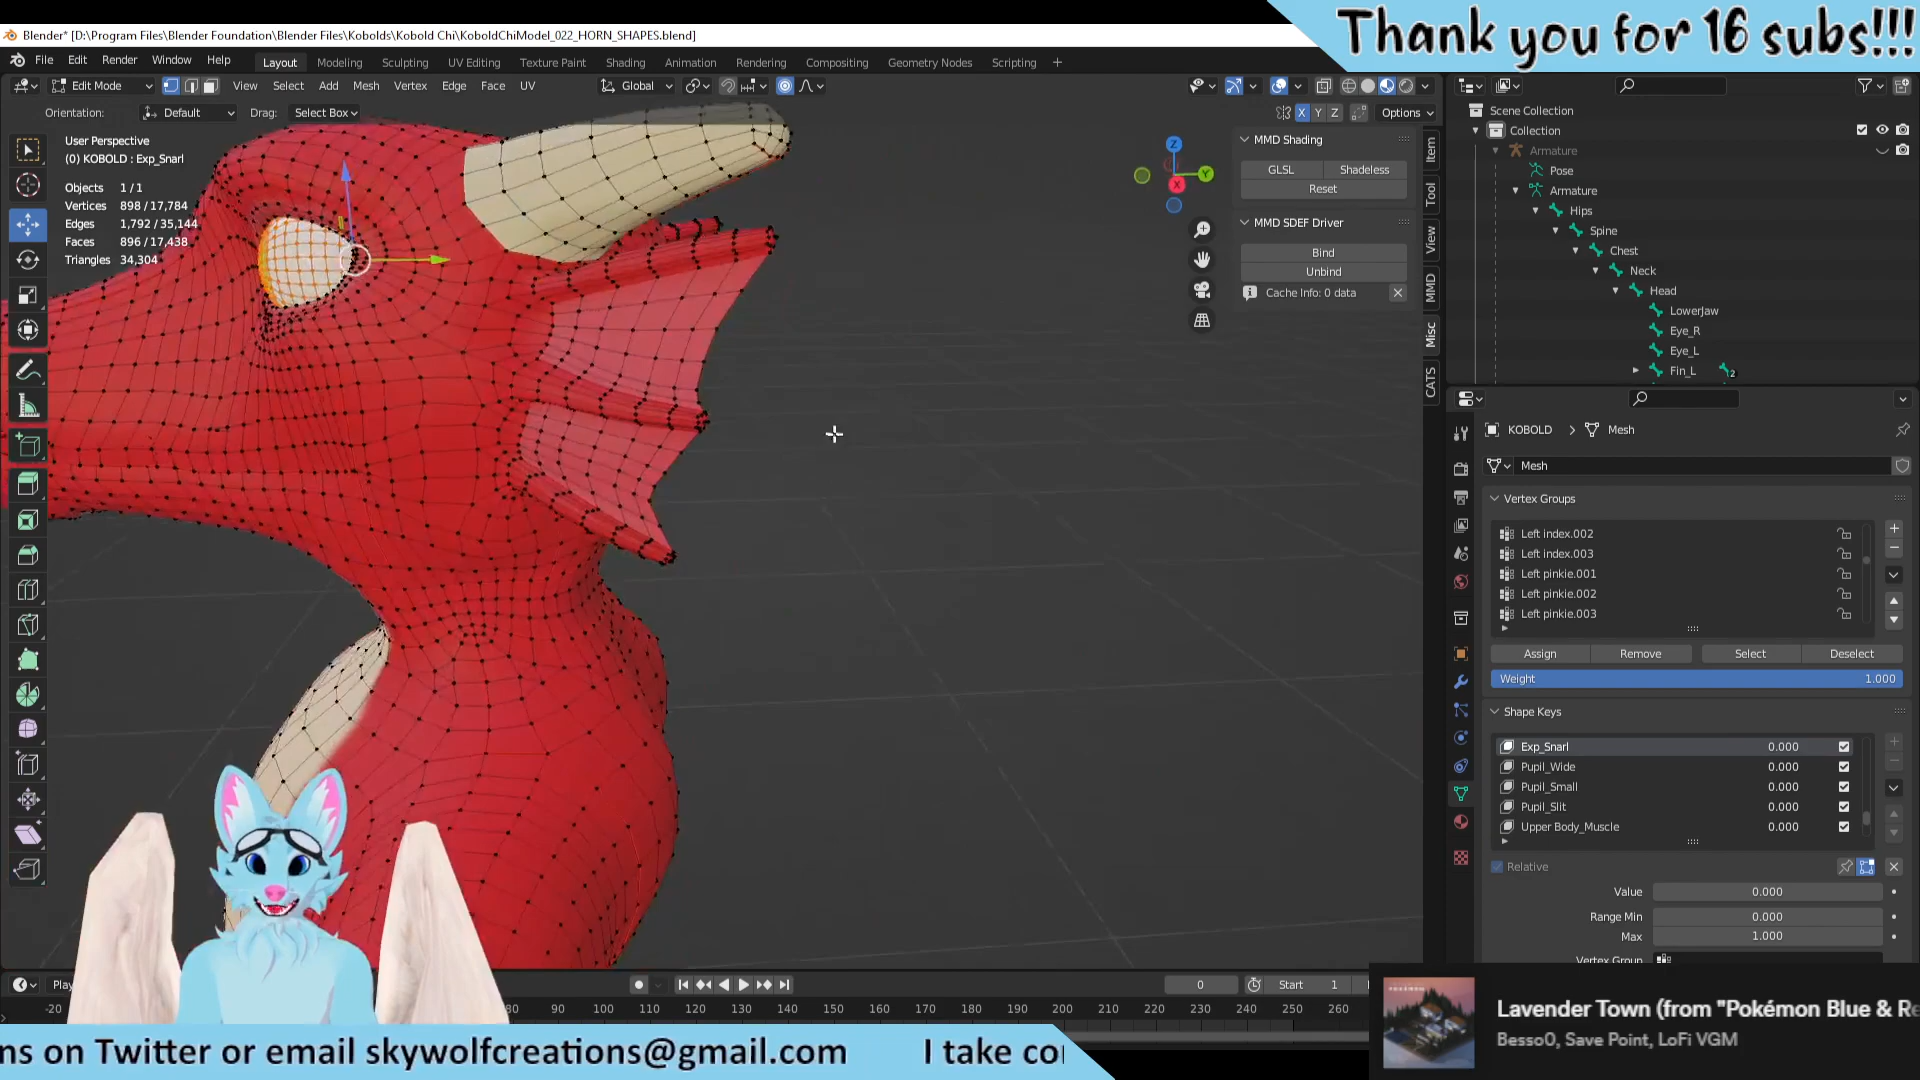 Thank you for 16 subs!!!
Blender* [D:\Program Files\Blender Foundation\Blender Files\Kobolds\Kobold Chi\KoboldChiModel_022_HORN_SHAPES.blend]
File Edit Render Window Help Layout Modeling Sculpting UV Editing Texture Paint Shading Animation Rendering Compositing Geometry Nodes Scripting +
Edit Mode View Select Add Mesh Vertex Edge Face UV Global
Orientation: Default Drag: Select Box X Y Z Options
User Perspective
(0) KOBOLD : Exp_Snarl
Objects 1/1
Vertices 898 / 17,784
Edges 1,792 / 35,144
Faces 896 / 17,438
Triangles 34,304
Z
Y
X
MMD Shading
GLSL Shadeless
Reset
MMD SDEF Driver
Bind
Unbind
Cache Info: 0 data
Item
Tool
View
MMD
Misc
CATS
Scene Collection
Collection
Armature
Pose
Armature
Hips
Spine
Chest
Neck
Head
LowerJaw
Eye_R
Eye_L
Fin_L 2
KOBOLD > Mesh
Mesh
Vertex Groups
Left index.002
Left index.003
Left pinkie.001
Left pinkie.002
Left pinkie.003
Assign Remove Select Deselect
Weight 1.000
Shape Keys
Exp_Snarl 0.000
Pupil_Wide 0.000
Pupil_Small 0.000
Pupil_Slit 0.000
Upper Body_Muscle 0.000
Relative
Value 0.000
Range Min 0.000
Max 1.000
Vertex Group
Play 0 Start 1
-20 80 90 100 110 120 130 140 150 160 170 180 190 200 210 220 230 240 250 260
Lavender Town (from "Pokémon Blue & Re
Besso0, Save Point, LoFi VGM
ns on Twitter or email skywolfcreations@gmail.com I take co